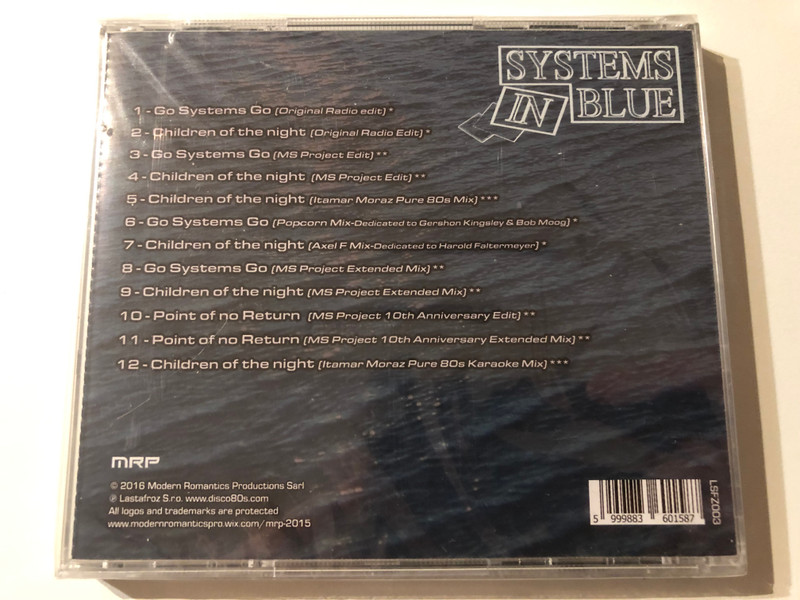 SYSTEMS
IN BLUE
1 - Go Systems Go (Original Radio edit) *
2 - Children of the night (Original Radio Edit) *
3 - Go Systems Go (MS Project Edit) **
4 - Children of the night (MS Project Edit) **
5 - Children of the night (Itamar Moraz Pure 80s Mix) ***
6 - Go Systems Go (Popcorn Mix-Dedicated to Gershon Kingsley & Bob Moog) *
7 - Children of the night (Axel F Mix-Dedicated to Harold Faltermeyer) *
8 - Go Systems Go (MS Project Extended Mix) **
9 - Children of the night (MS Project Extended Mix) **
10 - Point of no Return (MS Project 10th Anniversary Edit) **
11 - Point of no Return (MS Project 10th Anniversary Extended Mix) **
12 - Children of the night (Itamar Moraz Pure 80s Karaoke Mix) ***
MRP
© 2016 Modern Romantics Productions Sarl
℗ Lastafroz S.r.o. www.disco80s.com
All logos and trademarks are protected
www.modernromanticspro.wix.com/mrp-2015
5 999883 601587
LSFZ003